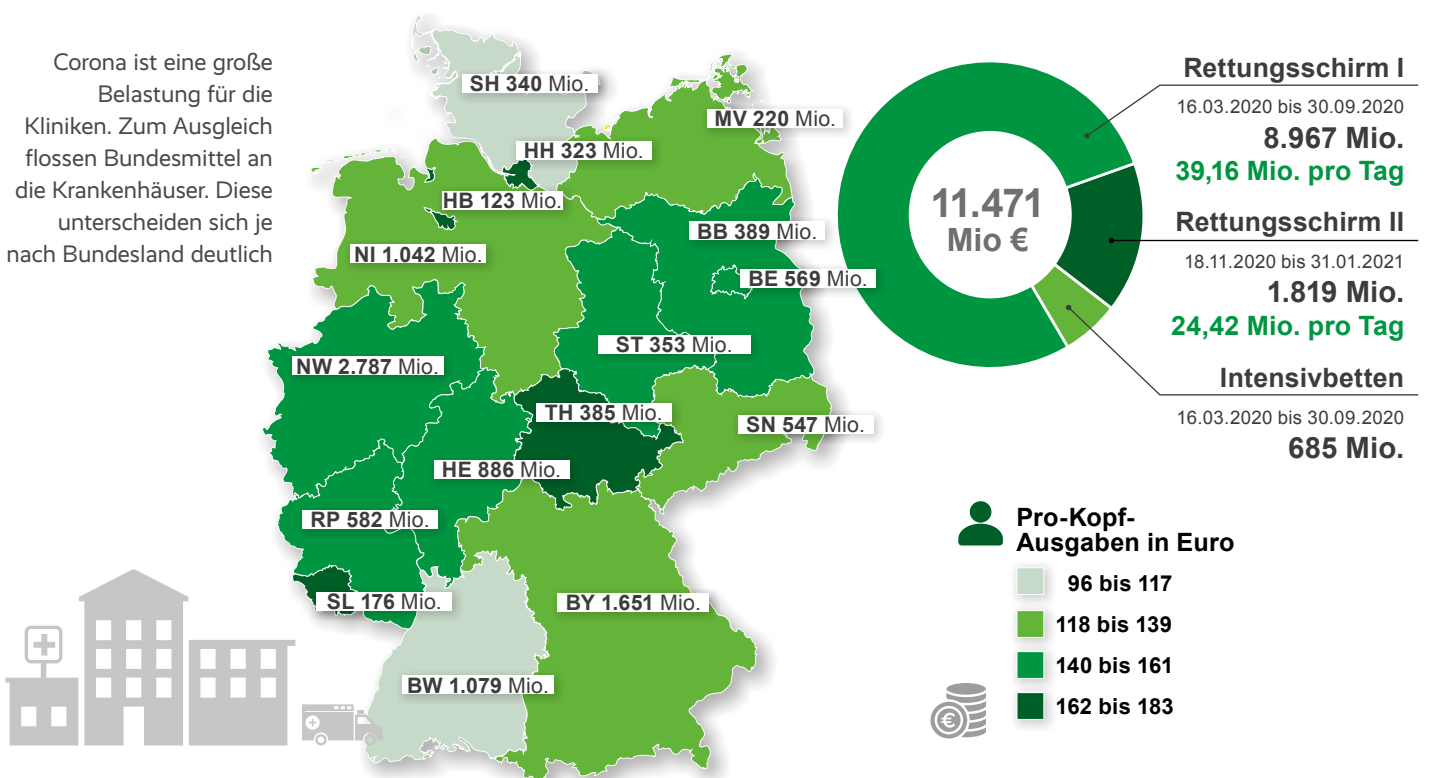 Corona ist eine große
Belastung für die
Kliniken. Zum Ausgleich
flossen Bundesmittel an
die Krankenhäuser. Diese
unterscheiden sich je
nach Bundesland deutlich
SH 340 Mio.
MV 220 Mio.
HH 323 Mio.
HB 123 Mio.
BB 389 Mio.
NI 1.042 Mio.
BE 569 Mio.
ST 353 Mio.
NW 2.787 Mio.
TH 385 Mio.
SN 547 Mio.
HE 886 Mio.
RP 582 Mio.
SL 176 Mio.
BY 1.651 Mio.
BW 1.079 Mio.
11.471
Mio €
Rettungsschirm I
16.03.2020 bis 30.09.2020
8.967 Mio.
39,16 Mio. pro Tag
Rettungsschirm II
18.11.2020 bis 31.01.2021
1.819 Mio.
24,42 Mio. pro Tag
Intensivbetten
16.03.2020 bis 30.09.2020
685 Mio.
Pro-Kopf-
Ausgaben in Euro
96 bis 117
118 bis 139
140 bis 161
162 bis 183
€